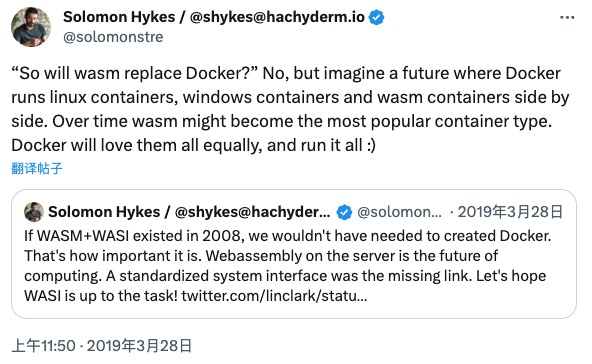 Solomon Hykes / @shykes@hachyderm.io
@solomonstre
“So will wasm replace Docker?” No, but imagine a future where Docker
runs linux containers, windows containers and wasm containers side by
side. Over time wasm might become the most popular container type.
Docker will love them all equally, and run it all :)
翻译帖子
Solomon Hykes / @shykes@hachyder... @solomon... · 2019年3月28日
If WASM+WASI existed in 2008, we wouldn't have needed to created Docker.
That's how important it is. Webassembly on the server is the future of
computing. A standardized system interface was the missing link. Let's hope
WASI is up to the task! twitter.com/linclark/statu...
上午11:50 · 2019年3月28日